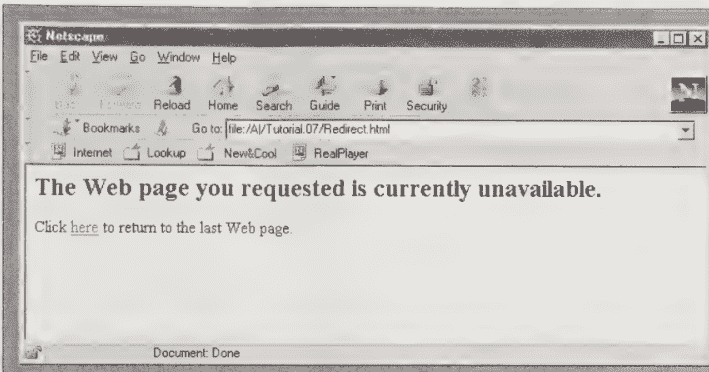 Netscape
File Edit View Go Window Help
Reload Home Search Guide Print Security
Bookmarks Go to: file:/A|/Tutorial.07/Redirect.html
Internet Lookup New&Cool RealPlayer
The Web page you requested is currently unavailable.
Click here to return to the last Web page.
Document: Done